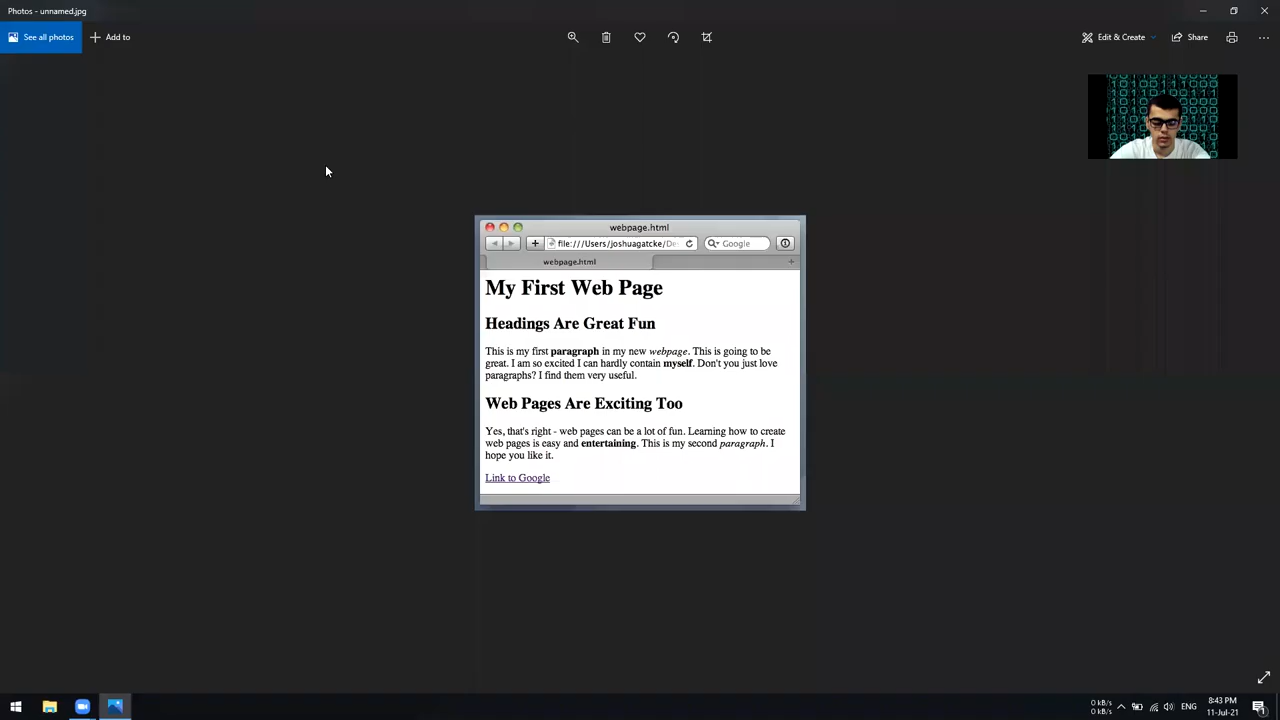 Photos - unnamed.jpg
See all photos
Add to
Edit & Create
Share
webpage.html
file:///Users/joshuagatcke/De
Google
webpage.html
My First Web Page
Headings Are Great Fun
This is my first paragraph in my new webpage. This is going to be
great. I am so excited I can hardly contain myself. Don't you just love
paragraphs? I find them very useful.
Web Pages Are Exciting Too
Yes, that's right - web pages can be a lot of fun. Learning how to create
web pages is easy and entertaining. This is my second paragraph. I
hope you like it.
Link to Google
0 kB/s
0 kB/s
ENG
8:43 PM
11-Jul-21